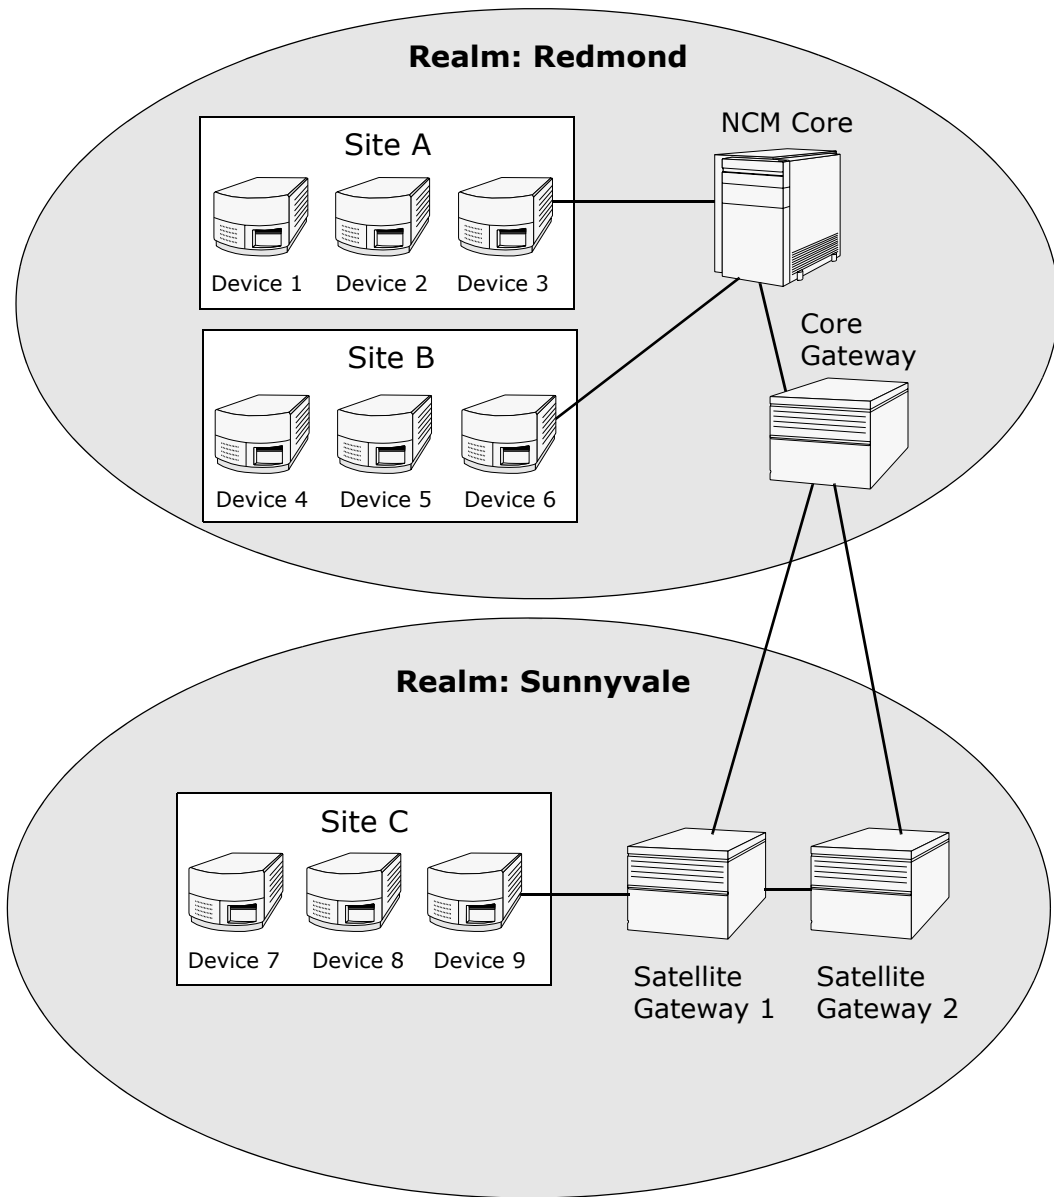 Realm: Redmond
NCM Core
Site A
Device 1
Device 2
Device 3
Core
Gateway
Site B
Device 4
Device 5
Device 6
Realm: Sunnyvale
Site C
Device 7
Device 8
Device 9
Satellite
Gateway 1
Satellite
Gateway 2